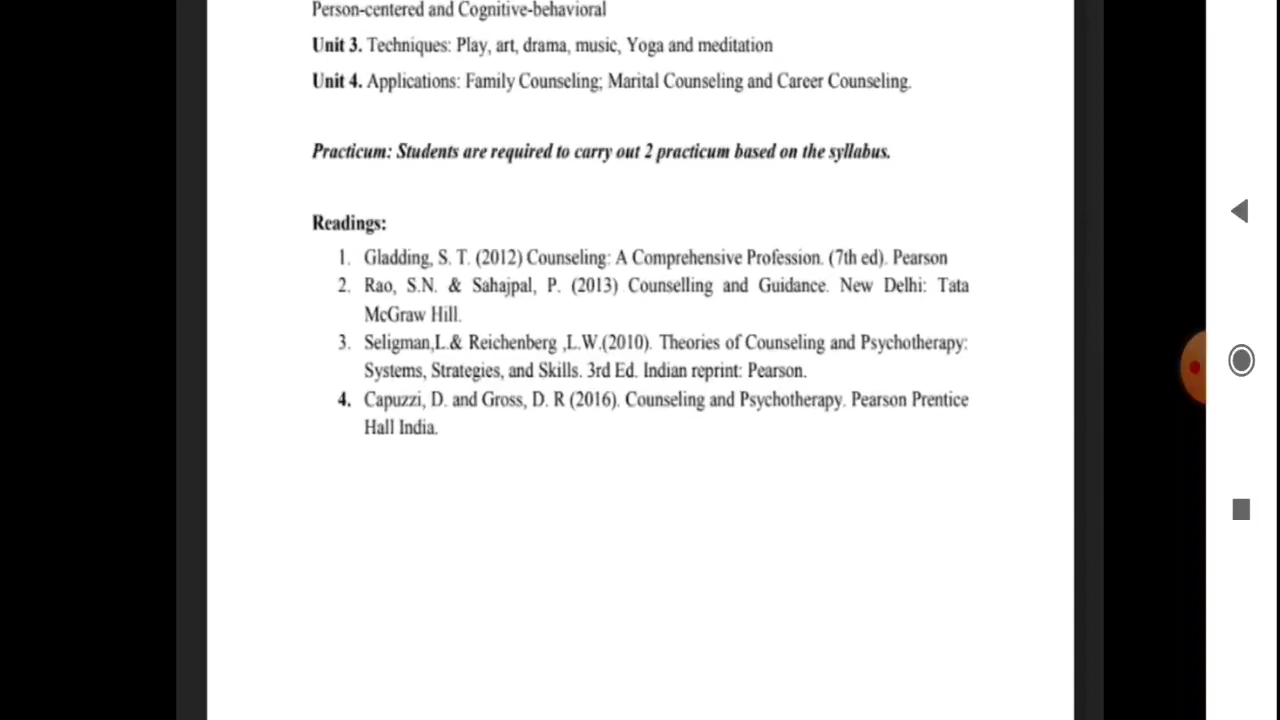 Person-centered and Cognitive-behavioral
Unit 3. Techniques: Play, art, drama, music, Yoga and meditation
Unit 4. Applications: Family Counseling; Marital Counseling and Career Counseling.
Practicum: Students are required to carry out 2 practicum based on the syllabus.
Readings:
1. Gladding, S. T. (2012) Counseling: A Comprehensive Profession. (7th ed). Pearson
2. Rao, S.N. & Sahajpal, P. (2013) Counselling and Guidance. New Delhi: Tata
McGraw Hill.
3. Seligman,L.& Reichenberg ,L.W.(2010). Theories of Counseling and Psychotherapy:
Systems, Strategies, and Skills. 3rd Ed. Indian reprint: Pearson.
4. Capuzzi, D. and Gross, D. R (2016). Counseling and Psychotherapy. Pearson Prentice
Hall India.